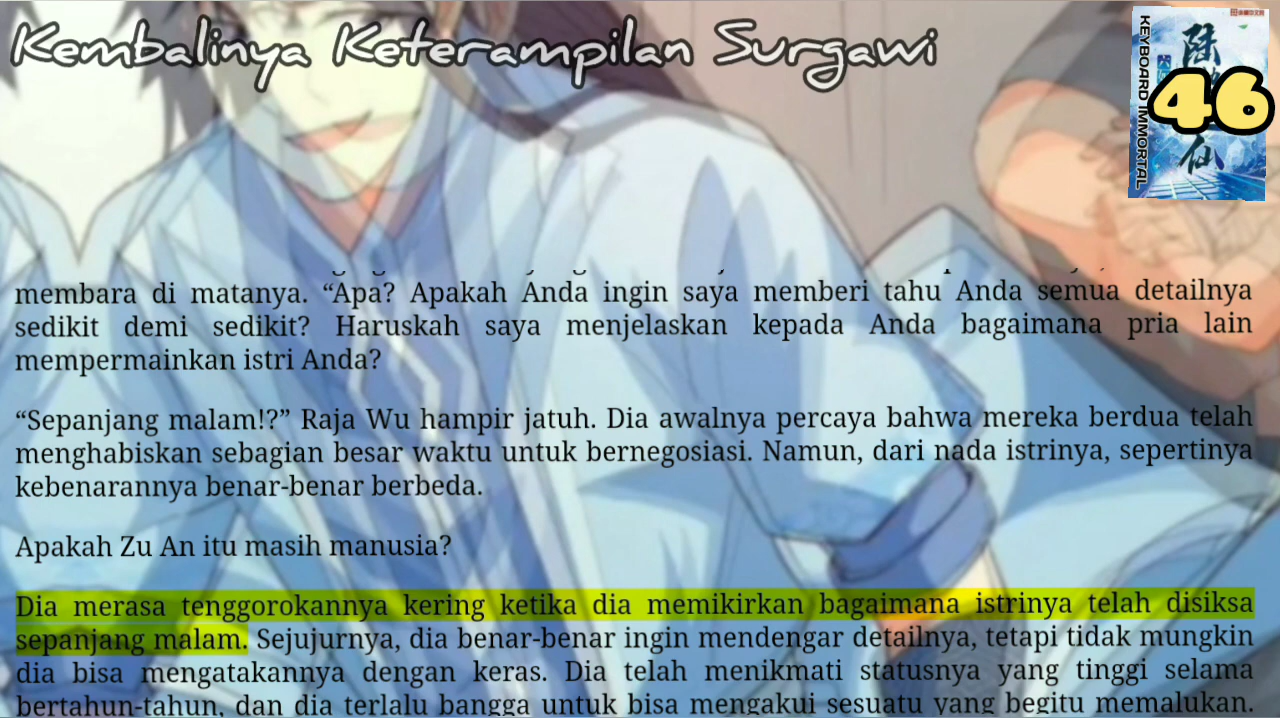 Kembalinya Keterampilan Surgawi
KEYBOARD IMMORTAL
46
membara di matanya. “Apa? Apakah Anda ingin saya memberi tahu Anda semua detailnya
sedikit demi sedikit? Haruskah saya menjelaskan kepada Anda bagaimana pria lain
mempermainkan istri Anda?
“Sepanjang malam!?” Raja Wu hampir jatuh. Dia awalnya percaya bahwa mereka berdua telah
menghabiskan sebagian besar waktu untuk bernegosiasi. Namun, dari nada istrinya, sepertinya
kebenarannya benar-benar berbeda.
Apakah Zu An itu masih manusia?
Dia merasa tenggorokannya kering ketika dia memikirkan bagaimana istrinya telah disiksa
sepanjang malam. Sejujurnya, dia benar-benar ingin mendengar detailnya, tetapi tidak mungkin
dia bisa mengatakannya dengan keras. Dia telah menikmati statusnya yang tinggi selama
bertahun-tahun, dan dia terlalu bangga untuk bisa mengakui sesuatu yang begitu memalukan.